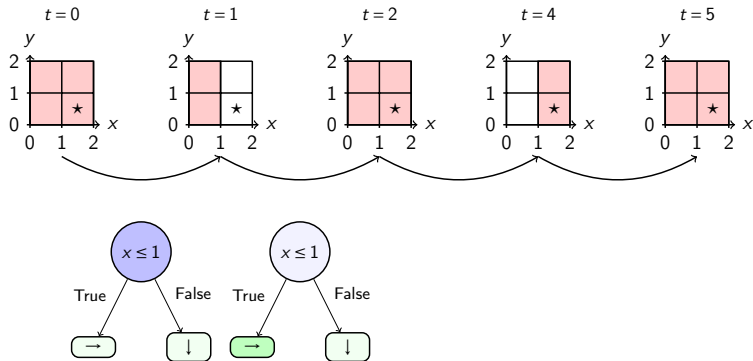 t = 0 t = 1 t = 2 t = 4 t = 5
y y y y y
2 2 2 2 2
1 1 1 1 1
0 x 0 x 0 x 0 x 0 x
0 1 2 0 1 2 0 1 2 0 1 2 0 1 2
x ≤ 1 x ≤ 1
True False True False
→ ↓ → ↓